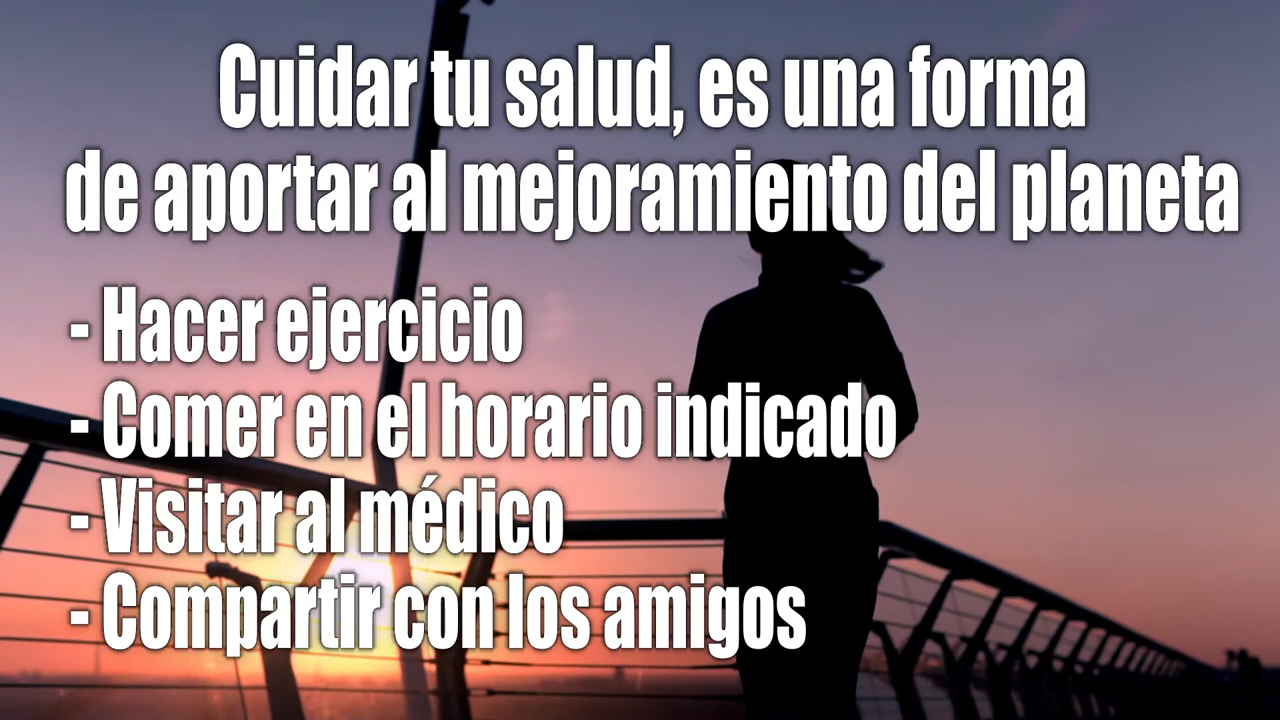 Cuidar tu salud, es una forma
de aportar al mejoramiento del planeta
- Hacer ejercicio
- Comer en el horario indicado
- Visitar al médico
- Compartir con los amigos